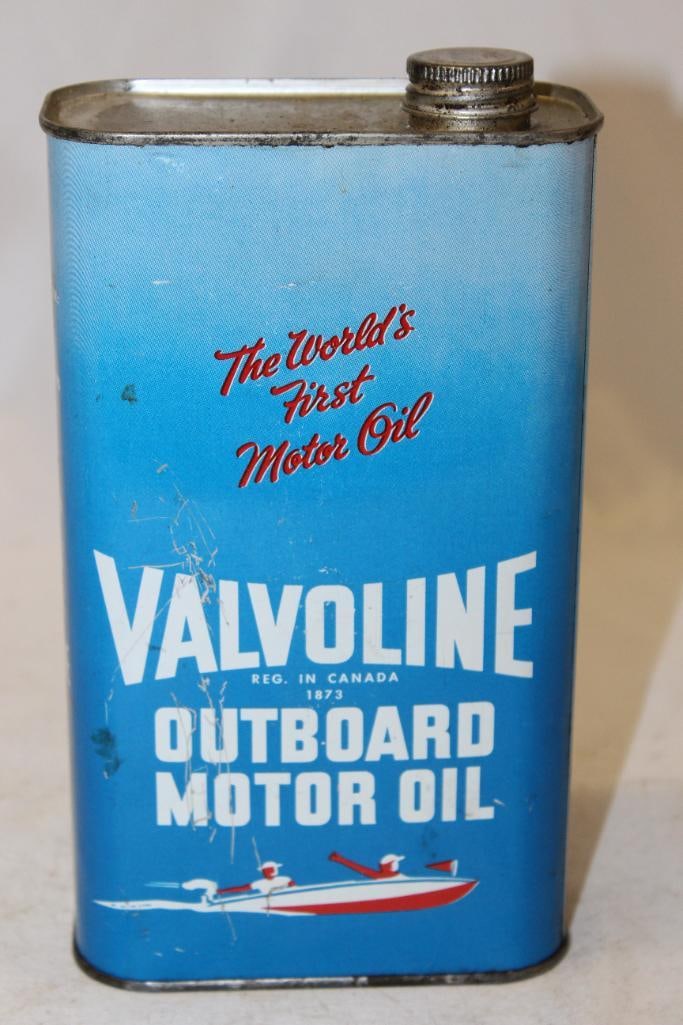 The World's
First
Motor Oil
VALVOLINE
REG. IN CANADA
1873
OUTBOARD
MOTOR OIL